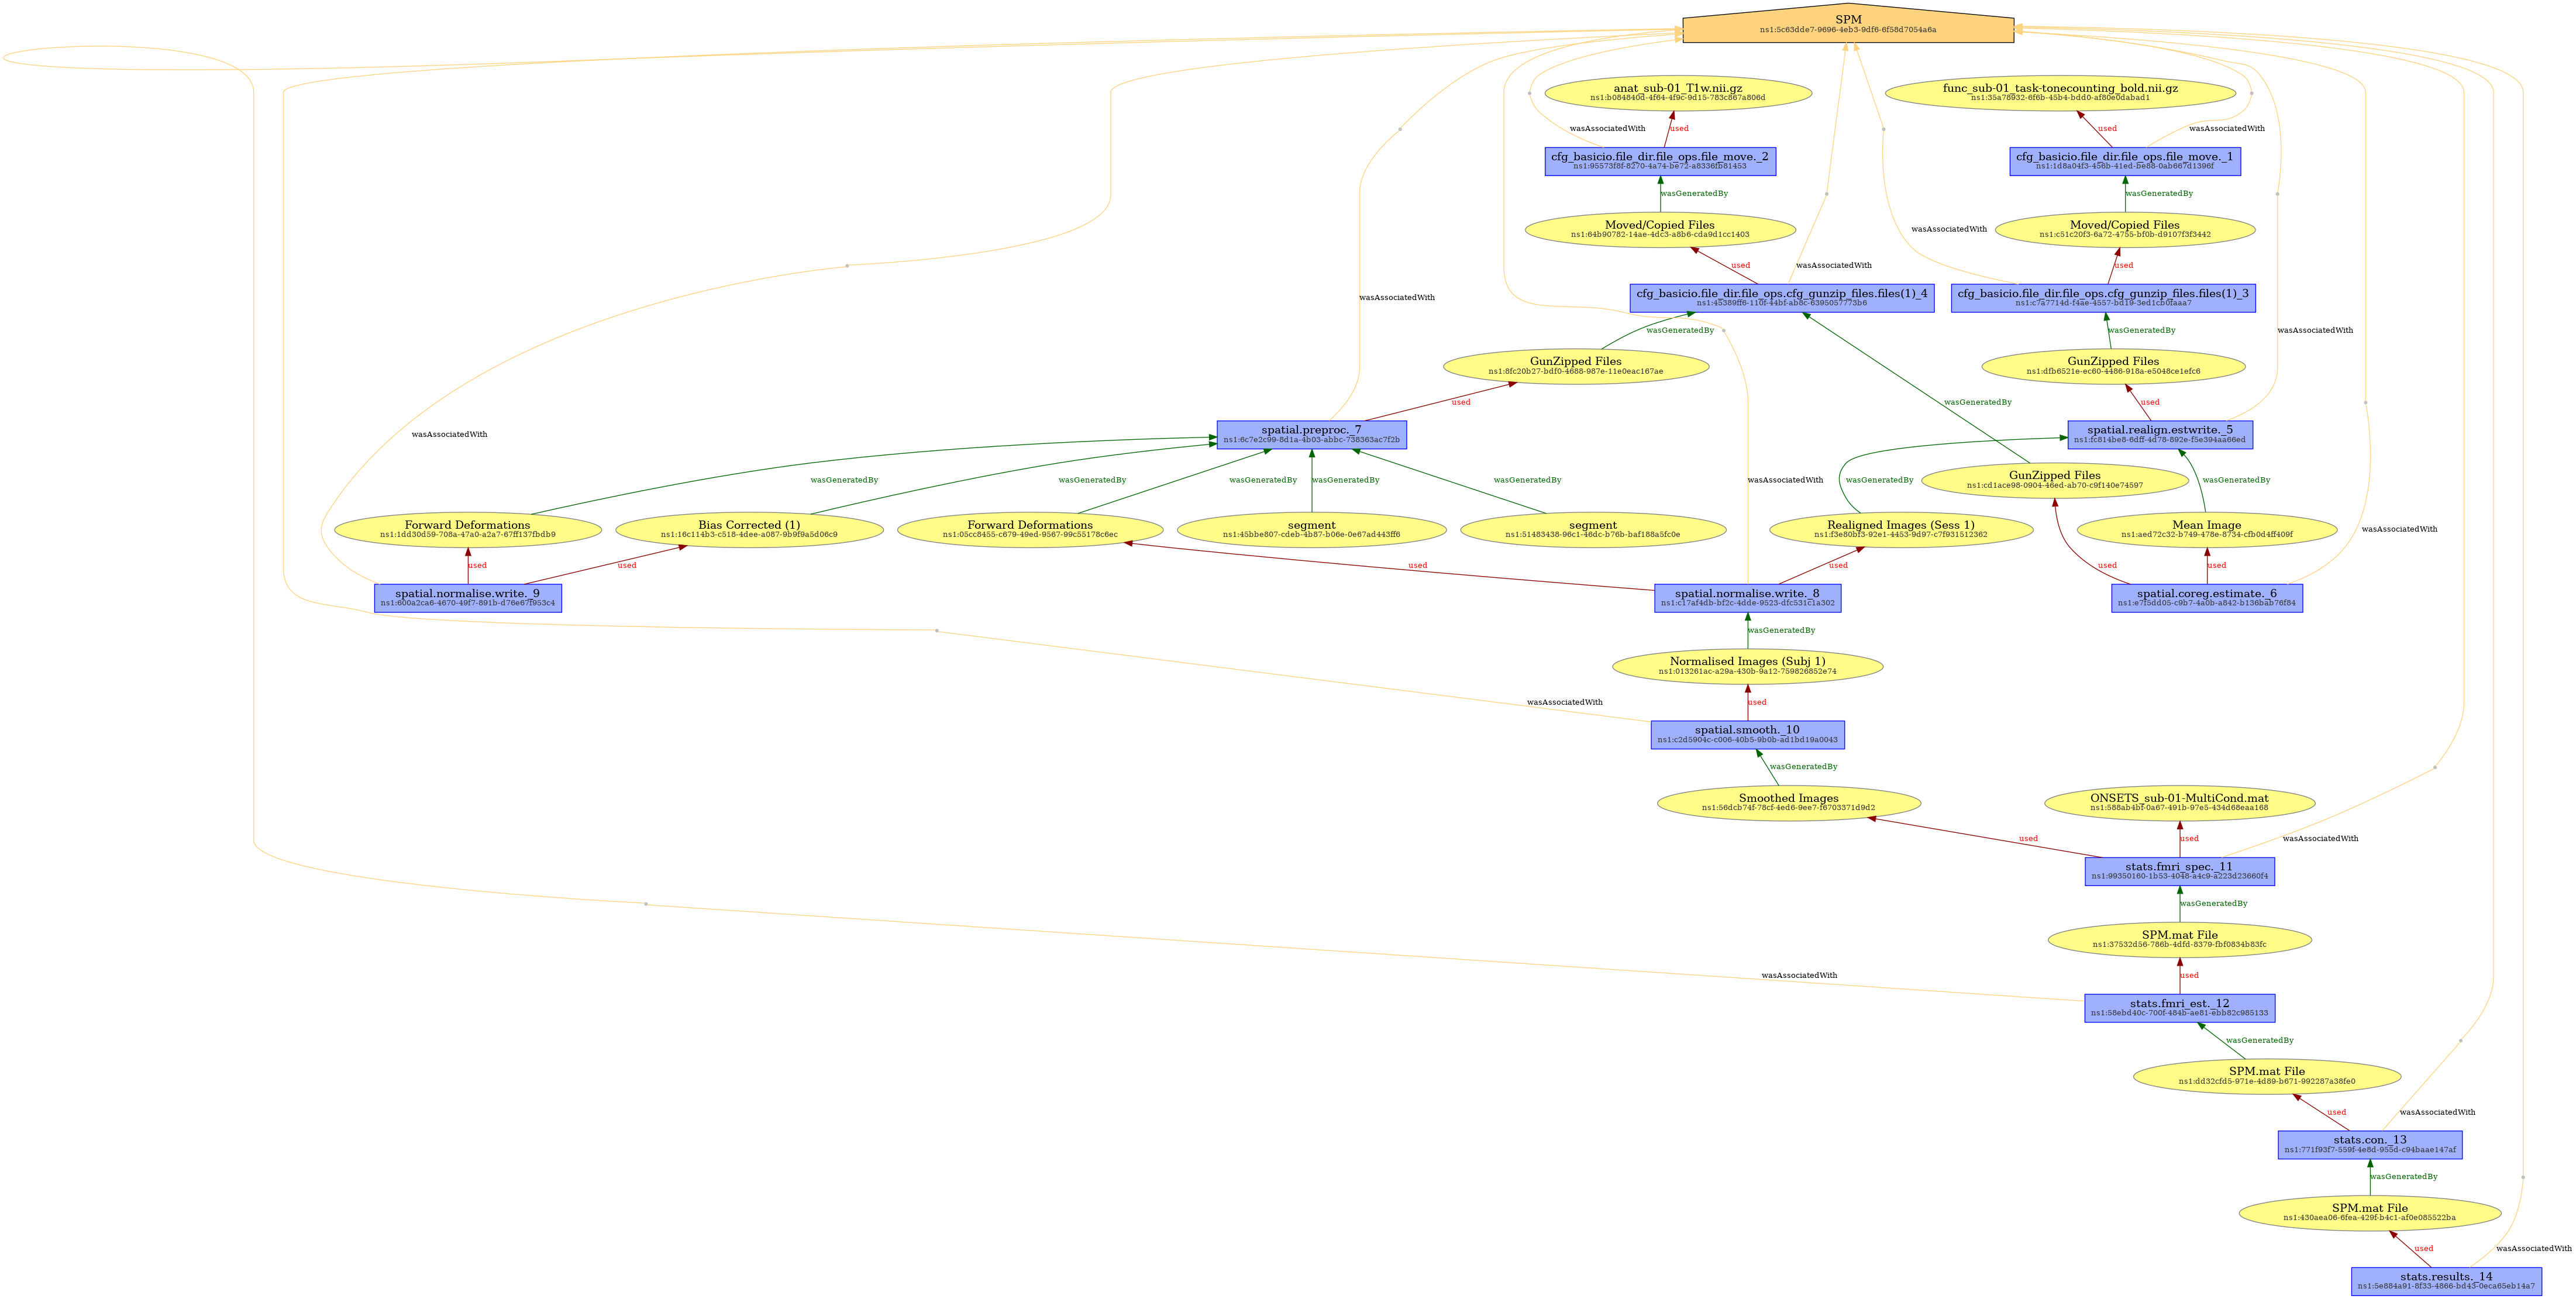 SPM
ns1:5c63dde7-9696-4eb3-9df6-6f58d7054a6a
anat_sub-01_T1w.nii.gz
ns1:b084840d-4f64-4f9c-9d15-783c867a806d
func_sub-01_task-tonecounting_bold.nii.gz
ns1:35a78932-6f6b-45b4-bdd0-af80e0dabad1
wasAssociatedWith
used
used
wasAssociatedWith
cfg_basicio.file_dir.file_ops.file_move._2
ns1:95573f8f-8270-4a74-be72-a8336fb81453
cfg_basicio.file_dir.file_ops.file_move._1
ns1:1d8a04f3-456b-41ed-be88-0ab667d1396f
wasGeneratedBy
wasGeneratedBy
Moved/Copied Files
ns1:64b90782-14ae-4dc3-a8b6-cda9d1cc1403
Moved/Copied Files
ns1:c51c20f3-6a72-4755-bf0b-d9107f3f3442
wasAssociatedWith
used
wasAssociatedWith
used
cfg_basicio.file_dir.file_ops.cfg_gunzip_files.files(1)_4
ns1:45389ff6-110f-44bf-ab8c-6395057773b6
cfg_basicio.file_dir.file_ops.cfg_gunzip_files.files(1)_3
ns1:c7a7714d-f4ae-4557-bd19-3ed1cb0faaa7
wasAssociatedWith
wasGeneratedBy
wasGeneratedBy
wasAssociatedWith
GunZipped Files
ns1:8fc20b27-bdf0-4688-987e-11e0eac167ae
GunZipped Files
ns1:dfb6521e-ec60-4486-918a-e5048ce1efc6
used
wasGeneratedBy
used
wasAssociatedWith
spatial.preproc._7
ns1:6c7e2c99-8d1a-4b03-abbc-738363ac7f2b
spatial.realign.estwrite._5
ns1:fc814be8-6dff-4d78-892e-f5e394aa66ed
wasGeneratedBy
wasGeneratedBy
wasGeneratedBy
wasGeneratedBy
wasGeneratedBy
wasAssociatedWith
wasGeneratedBy
GunZipped Files
ns1:cd1ace98-0904-46ed-ab70-c9f140e74597
wasGeneratedBy
Forward Deformations
ns1:1dd30d59-708a-47a0-a2a7-67ff137fbdb9
Bias Corrected (1)
ns1:16c114b3-c518-4dee-a087-9b9f9a5d06c9
Forward Deformations
ns1:05cc8455-c679-49ed-9567-99c55178c6ec
segment
ns1:45bbe807-cdeb-4b87-b06e-0e67ad443ff6
segment
ns1:51483438-96c1-46dc-b76b-baf188a5fc0e
Realigned Images (Sess 1)
ns1:f3e80bf3-92e1-4453-9d97-c7f931512362
Mean Image
ns1:aed72c32-b749-478e-8734-cfb0d4ff409f
wasAssociatedWith
used
used
used
used
used
used
spatial.normalise.write._9
ns1:600a2ca6-4670-49f7-891b-d76e67f953c4
spatial.normalise.write._8
ns1:c17af4db-bf2c-4dde-9523-dfc531c1a302
spatial.coreg.estimate._6
ns1:e7f5dd05-c9b7-4a0b-a842-b136bab76f84
wasGeneratedBy
Normalised Images (Subj 1)
ns1:013261ac-a29a-430b-9a12-759826852e74
wasAssociatedWith
used
spatial.smooth._10
ns1:c2d5904c-c006-40b5-9b0b-ad1bd19a0043
wasGeneratedBy
Smoothed Images
ns1:56dcb74f-78cf-4ed6-9ee7-f6703371d9d2
ONSETS_sub-01-MultiCond.mat
ns1:588ab4bf-0a67-491b-97e5-434d68eaa168
used
used
wasAssociatedWith
stats.fmri_spec._11
ns1:99350160-1b53-4048-a4c9-a223d23660f4
wasGeneratedBy
SPM.mat File
ns1:37532d56-786b-4dfd-8379-fbf0834b83fc
wasAssociatedWith
used
stats.fmri_est._12
ns1:58ebd40c-700f-484b-ae81-ebb82c985133
wasGeneratedBy
SPM.mat File
ns1:dd32cfd5-971e-4d89-b671-992287a38fe0
used
wasAssociatedWith
stats.con._13
ns1:771f93f7-559f-4e8d-955d-c94baae147af
wasGeneratedBy
SPM.mat File
ns1:430aea06-6fea-429f-b4c1-af0e085522ba
used
wasAssociatedWith
stats.results._14
ns1:5e884a91-8f33-4866-bd43-0eca65eb14a7